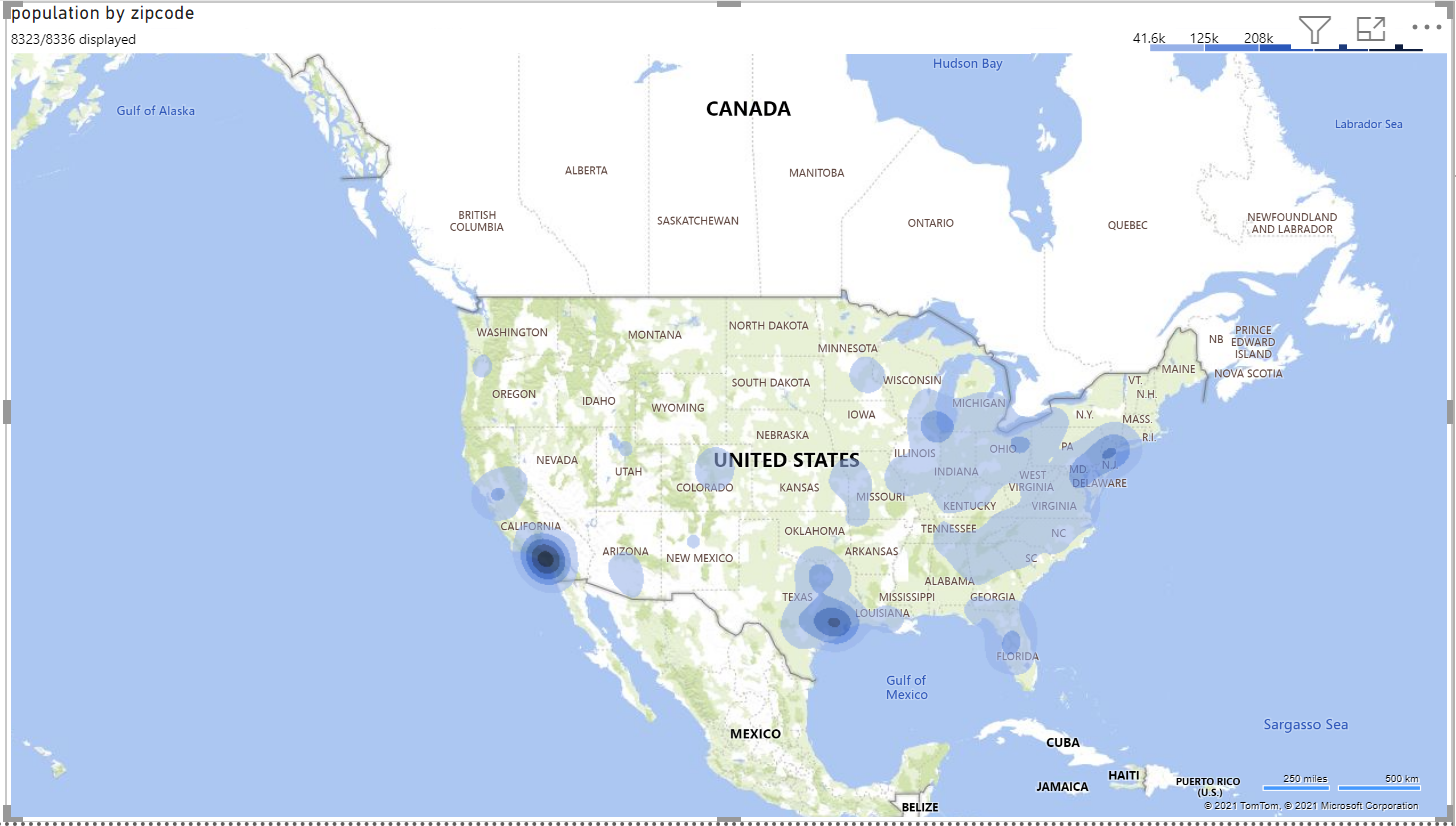 population by zipcode
8323/8336 displayed
41.6k 125k 208k
Hudson Bay
Gulf of Alaska
CANADA
Labrador Sea
ALBERTA
MANITOBA
BRITISH
COLUMBIA
SASKATCHEWAN
ONTARIO
QUEBEC
NEWFOUNDLAND
AND LABRADOR
WASHINGTON
MONTANA
NORTH DAKOTA
MINNESOTA
NB
PRINCE
EDWARD
ISLAND
MAINE
NOVA SCOTIA
OREGON
IDAHO
WYOMING
SOUTH DAKOTA
WISCONSIN
MICHIGAN
VT.
N.H.
IOWA
N.Y.
MASS.
R.I.
NEBRASKA
NEVADA
UTAH
UNITED STATES
ILLINOIS
OHIO
PA
N.J.
INDIANA
MD.
DELAWARE
COLORADO
KANSAS
MISSOURI
WEST
VIRGINIA
KENTUCKY
VIRGINIA
CALIFORNIA
OKLAHOMA
TENNESSEE
NC
ARIZONA
NEW MEXICO
ARKANSAS
SC
ALABAMA
TEXAS
MISSISSIPPI
GEORGIA
LOUISIANA
FLORIDA
Gulf of
Mexico
Sargasso Sea
MEXICO
CUBA
HAITI
JAMAICA
PUERTO RICO
(U.S.)
BELIZE
250 miles 500 km
© 2021 TomTom, © 2021 Microsoft Corporation